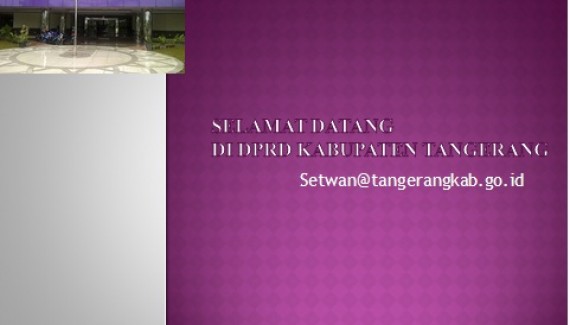 SELAMAT DATANG
DI DPRD KABUPATEN TANGERANG
Setwan@tangerangkab.go.id